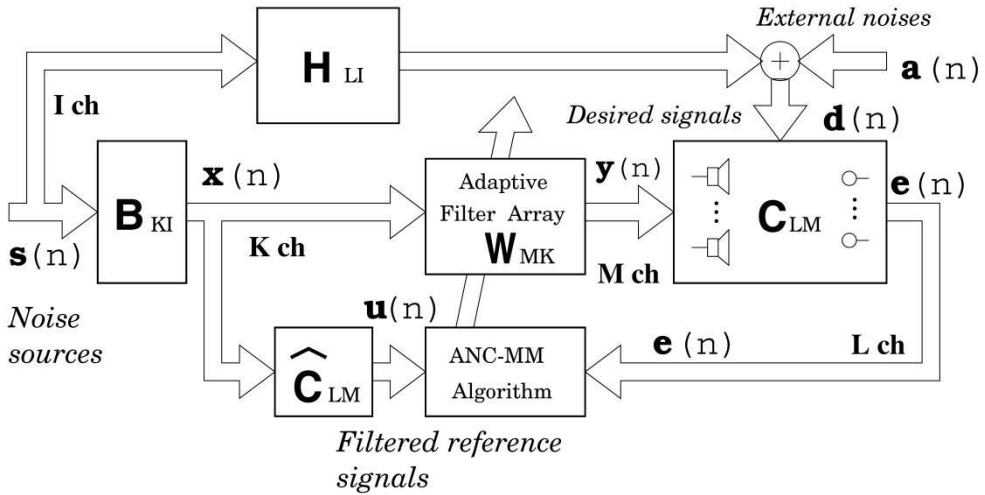 External noises
H LI
+
a (n)
I ch
Desired signals
d(n)
x (n)
Adaptive
Filter Array
W MK
y(n)
e(n)
B KI
C LM
s(n)
K ch
M ch
Noise
sources
u(n)
e (n)
L ch
Ĉ LM
ANC-MM
Algorithm
Filtered reference
signals